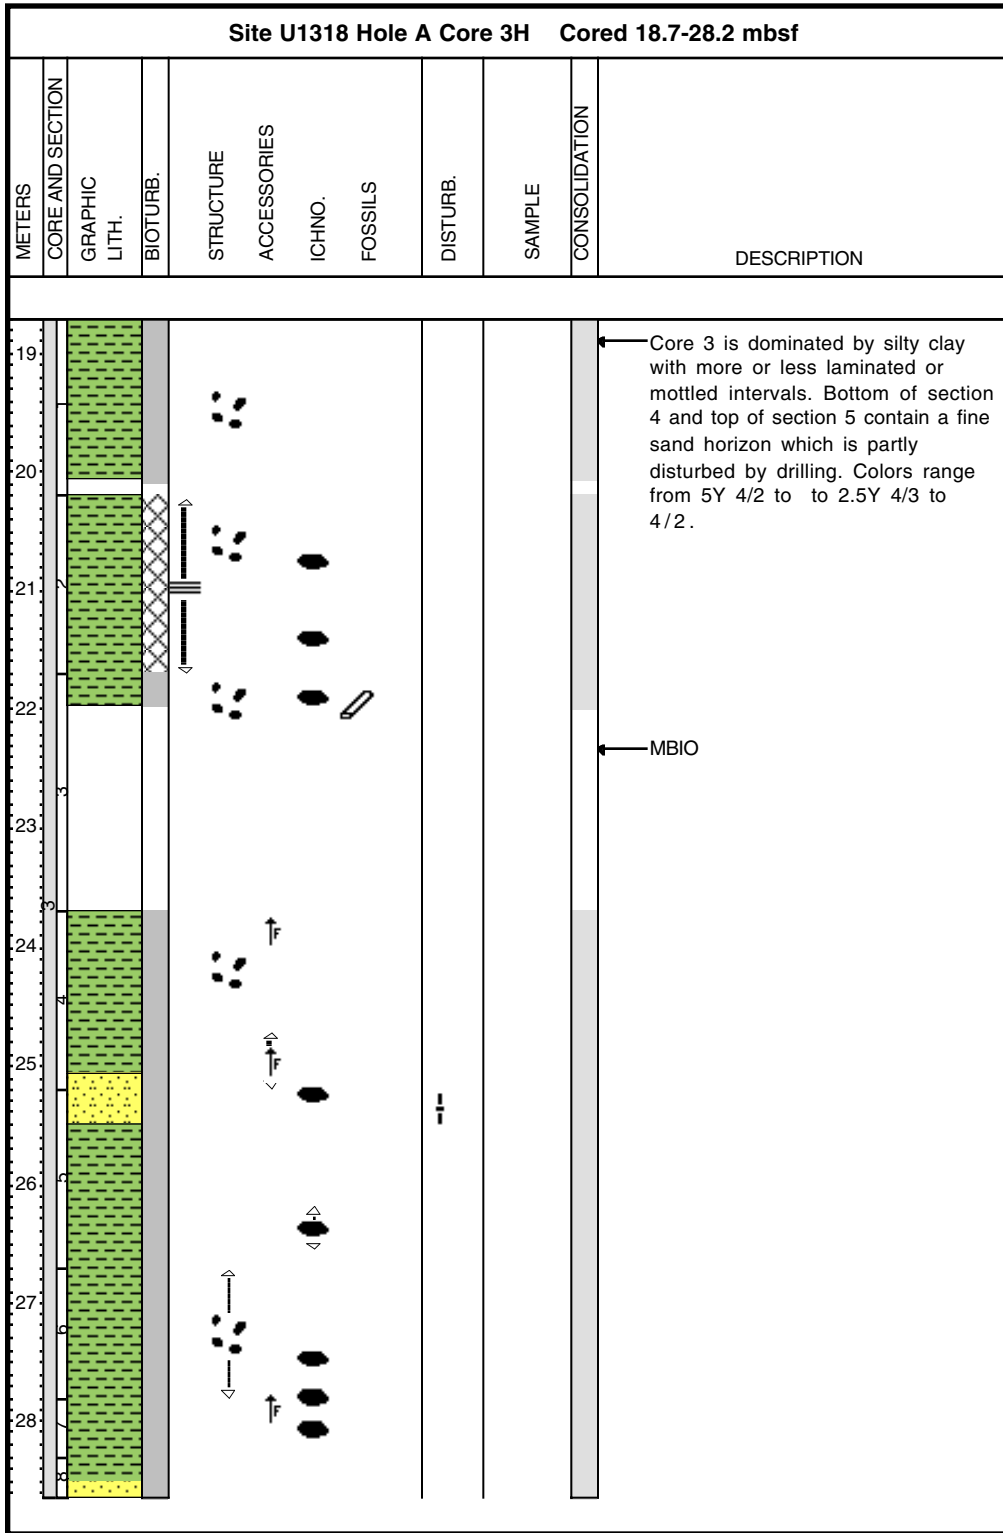 Site U1318 Hole A Core 3H Cored 18.7-28.2 mbsf
METERS
CORE AND SECTION
GRAPHIC
LITH.
BIOTURB.
STRUCTURE
ACCESSORIES
ICHNO.
FOSSILS
DISTURB.
SAMPLE
CONSOLIDATION
DESCRIPTION
19
20
21
22
23
24
25
26
27
28
1
2
3
3
4
5
6
7
8
F
F
F
Core 3 is dominated by silty clay
with more or less laminated or
mottled intervals. Bottom of section
4 and top of section 5 contain a fine
sand horizon which is partly
disturbed by drilling. Colors range
from 5Y 4/2 to to 2.5Y 4/3 to
4/2.
MBIO